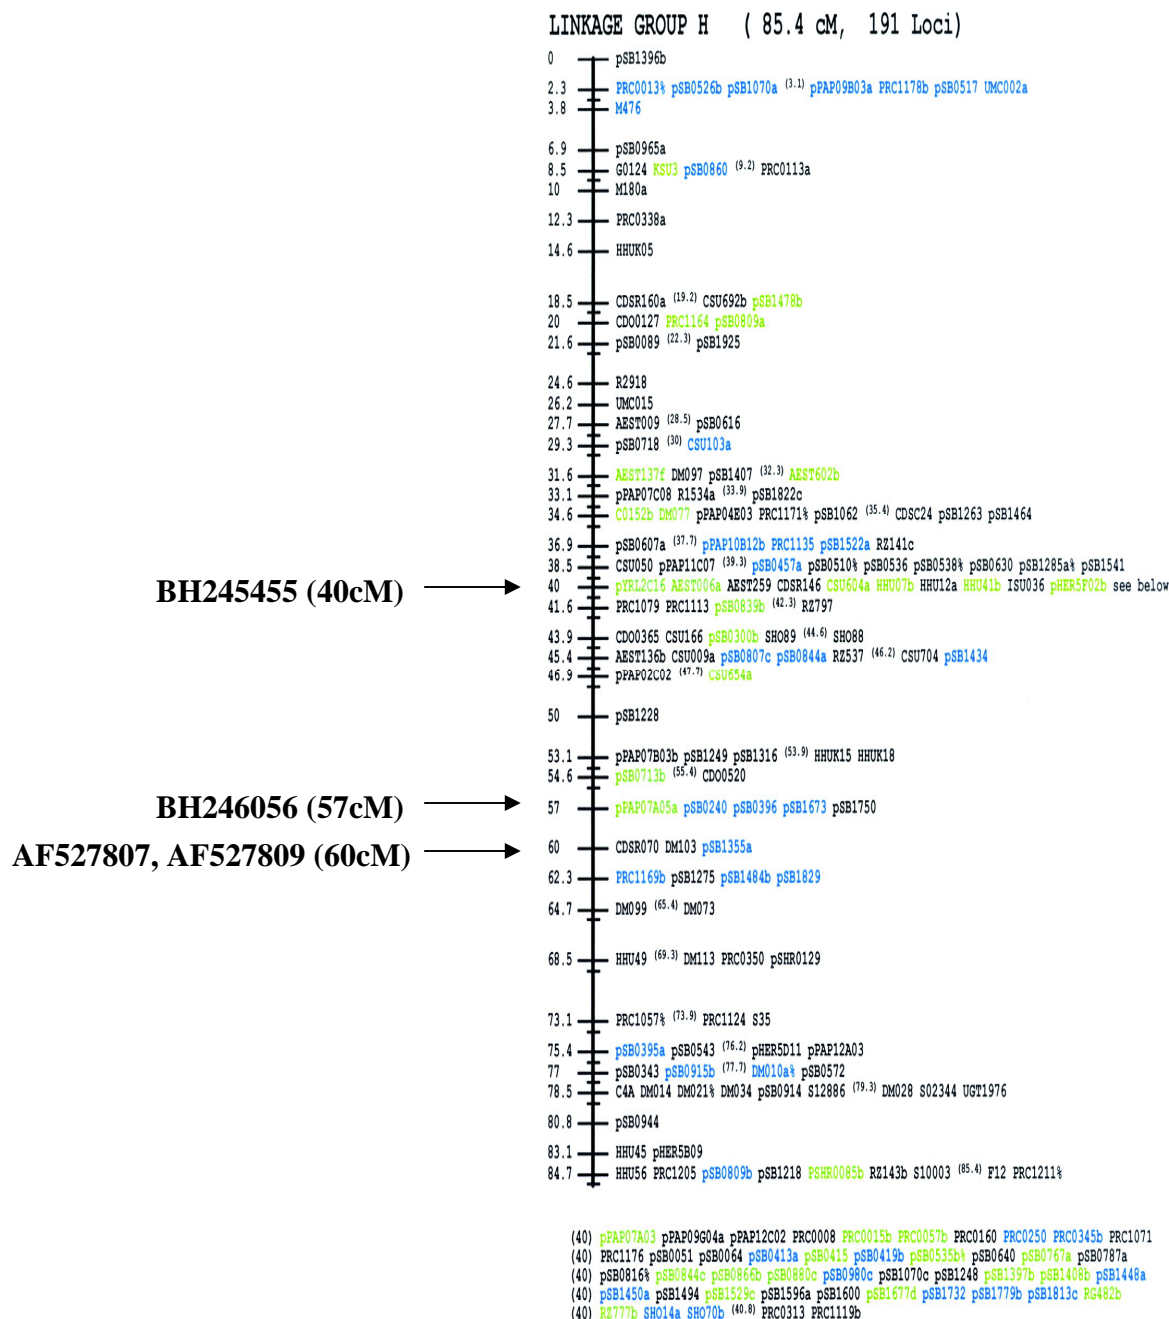 LINKAGE GROUP H ( 85.4 cM, 191 Loci)
0 pSB1396b
2.3 PRC0013% pSB0526b pSB1070a (3.1) pPAP09B03a PRC1178b pSB0517 UMC002a
3.8 M476
6.9 pSB0965a
8.5 G0124 KSU3 pSB0860 (9.2) PRC0113a
10 M180a
12.3 PRC0338a
14.6 HHUK05
18.5 CDSR160a (19.2) CSU692b pSB1478b
20 CDO0127 PRC1164 pSB0809a
21.6 pSB0089 (22.3) pSB1925
24.6 R2918
26.2 UMC015
27.7 AEST009 (28.5) pSB0616
29.3 pSB0718 (30) CSU103a
31.6 AEST137f DM097 pSB1407 (32.3) AEST602b
33.1 pPAP07C08 R1534a (33.9) pSB1822c
34.6 C0152b DM077 pPAP04E03 PRC1171% pSB1062 (35.4) CDSC24 pSB1263 pSB1464
36.9 pSB0607a (37.7) pPAP10B12b PRC1135 pSB1522a RZ141c
38.5 CSU050 pPAP11C07 (39.3) pSB0457a pSB0510% pSB0536 pSB0538% pSB0630 pSB1285a% pSB1541
BH245455 (40cM)
40 pYRL2C16 AEST006a AEST259 CDSR146 CSU604a HHU07b HHU12a HHU41b ISU036 pHER5P02b see below
41.6 PRC1079 PRC1113 pSB0839b (42.3) RZ797
43.9 CDO0365 CSU166 pSB0300b SHO89 (44.6) SHO88
45.4 AEST136b CSU009a pSB0807c pSB0844a RZ537 (46.2) CSU704 pSB1434
46.9 pPAP02C02 (47.7) CSU654a
50 pSB1228
53.1 pPAP07B03b pSB1249 pSB1316 (53.9) HHUK15 HHUK18
54.6 pSB0713b (55.4) CDO0520
BH246056 (57cM)
57 pPAP07A05a pSB0240 pSB0396 pSB1673 pSB1750
AF527807, AF527809 (60cM)
60 CDSR070 DM103 pSB1355a
62.3 PRC1169b pSB1275 pSB1484b pSB1829
64.7 DM099 (65.4) DM073
68.5 HHU49 (69.3) DM113 PRC0350 pSHR0129
73.1 PRC1057% (73.9) PRC1124 S35
75.4 pSB0395a pSB0543 (76.2) pHER5D11 pPAP12A03
77 pSB0343 pSB0915b (77.7) DM010a% pSB0572
78.5 C4A DM014 DM021% DM034 pSB0914 S12886 (79.3) DM028 S02344 UGT1976
80.8 pSB0944
83.1 HHU45 pHER5B09
84.7 HHU56 PRC1205 pSB0809b pSB1218 PSHR0085b RZ143b S10003 (85.4) F12 PRC1211%
(40) pPAP07A03 pPAP09G04a pPAP12C02 PRC0008 PRC0015b PRC0057b PRC0160 PRC0250 PRC0345b PRC1071
(40) PRC1176 pSB0051 pSB0064 pSB0413a pSB0415 pSB0419b pSB0535b% pSB0640 pSB0767a pSB0787a
(40) pSB0816% pSB0844c pSB0866b pSB0880c pSB0980c pSB1070c pSB1248 pSB1397b pSB1408b pSB1448a
(40) pSB1450a pSB1494 pSB1529c pSB1596a pSB1600 pSB1677d pSB1732 pSB1779b pSB1813c RG482b
(40) RZ777b SHO14a SHO70b (40.8) PRC0313 PRC1119b